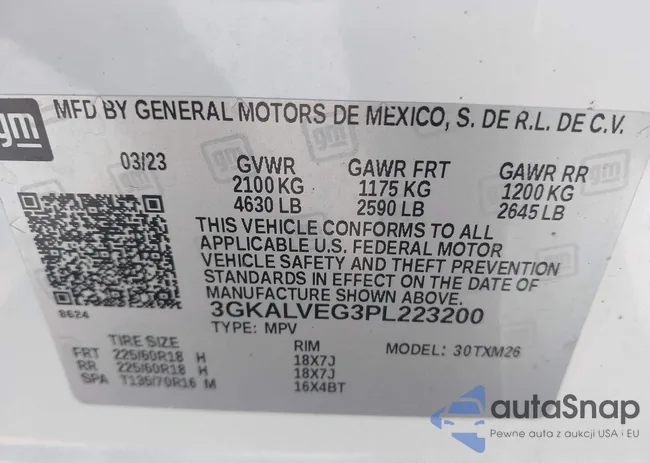 gm
MFD BY GENERAL MOTORS DE MEXICO, S. DE R.L. DE C.V.
03/23 GVWR GAWR FRT GAWR RR
2100 KG 1175 KG 1200 KG
4630 LB 2590 LB 2645 LB
THIS VEHICLE CONFORMS TO ALL
APPLICABLE U.S. FEDERAL MOTOR
VEHICLE SAFETY AND THEFT PREVENTION
STANDARDS IN EFFECT ON THE DATE OF
MANUFACTURE SHOWN ABOVE.
8624
3GKALVEG3PL223200
TYPE: MPV
TIRE SIZE RIM MODEL: 30TXM26
FRT 225/60R18 H 18X7J
RR 225/60R18 H 18X7J
SPA T135/70R16 M 16X4BT
autaSnap
Pewne auta z aukcji USA i EU